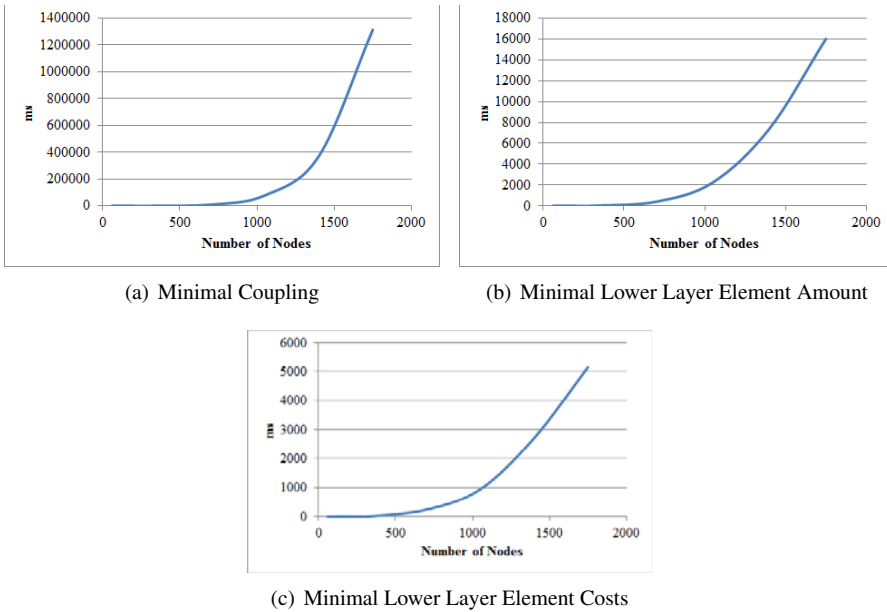 1400000
1200000
1000000
800000
600000
400000
200000
0
ms
0 500 1000 1500 2000
Number of Nodes
(a) Minimal Coupling
18000
16000
14000
12000
10000
8000
6000
4000
2000
0
ms
0 500 1000 1500 2000
Number of Nodes
(b) Minimal Lower Layer Element Amount
6000
5000
4000
3000
2000
1000
0
ms
0 500 1000 1500 2000
Number of Nodes
(c) Minimal Lower Layer Element Costs